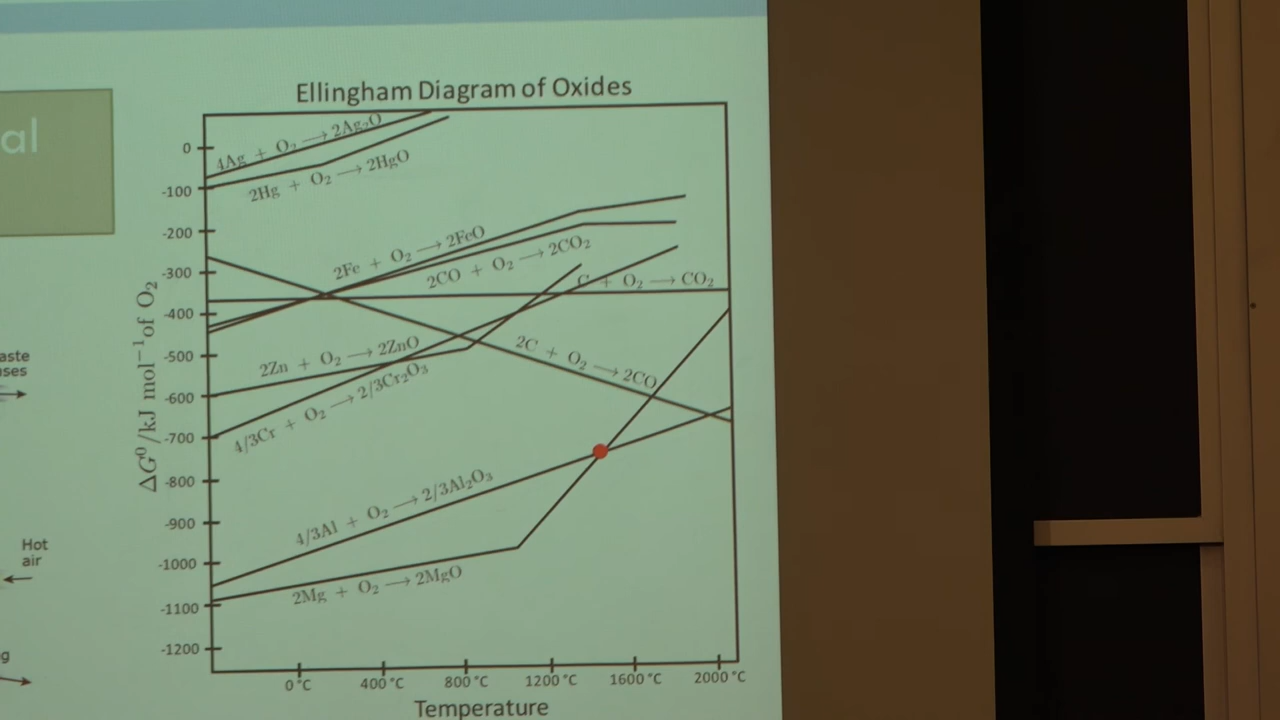 al
Ellingham Diagram of Oxides
0
-100
-200
-300
-400
-500
-600
-700
-800
-900
-1000
-1100
-1200
ΔG⁰/kJ mol⁻¹of O₂
4Ag + O₂ → 2Ag₂O
2Hg + O₂ → 2HgO
2Fe + O₂ → 2FeO
2CO + O₂ → 2CO₂
C + O₂ → CO₂
2Zn + O₂ → 2ZnO
2C + O₂ → 2CO
4/3Cr + O₂ → 2/3Cr₂O₃
4/3Al + O₂ → 2/3Al₂O₃
2Mg + O₂ → 2MgO
0°C 400°C 800°C 1200°C 1600°C 2000°C
Temperature
aste
ses
Hot
air
g